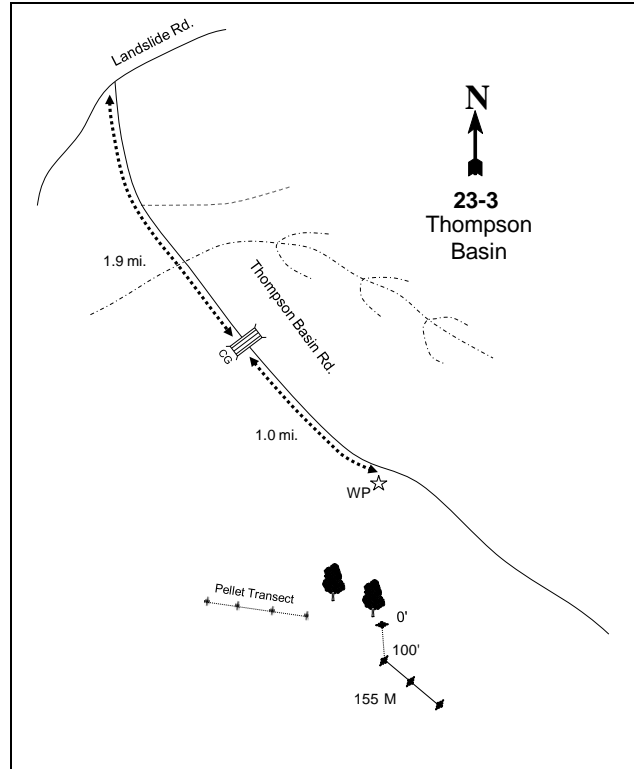 Landslide Rd.
N
23-3
Thompson
Basin
1.9 mi.
Thompson Basin Rd.
CG
1.0 mi.
WP
Pellet Transect
0'
100'
155 M